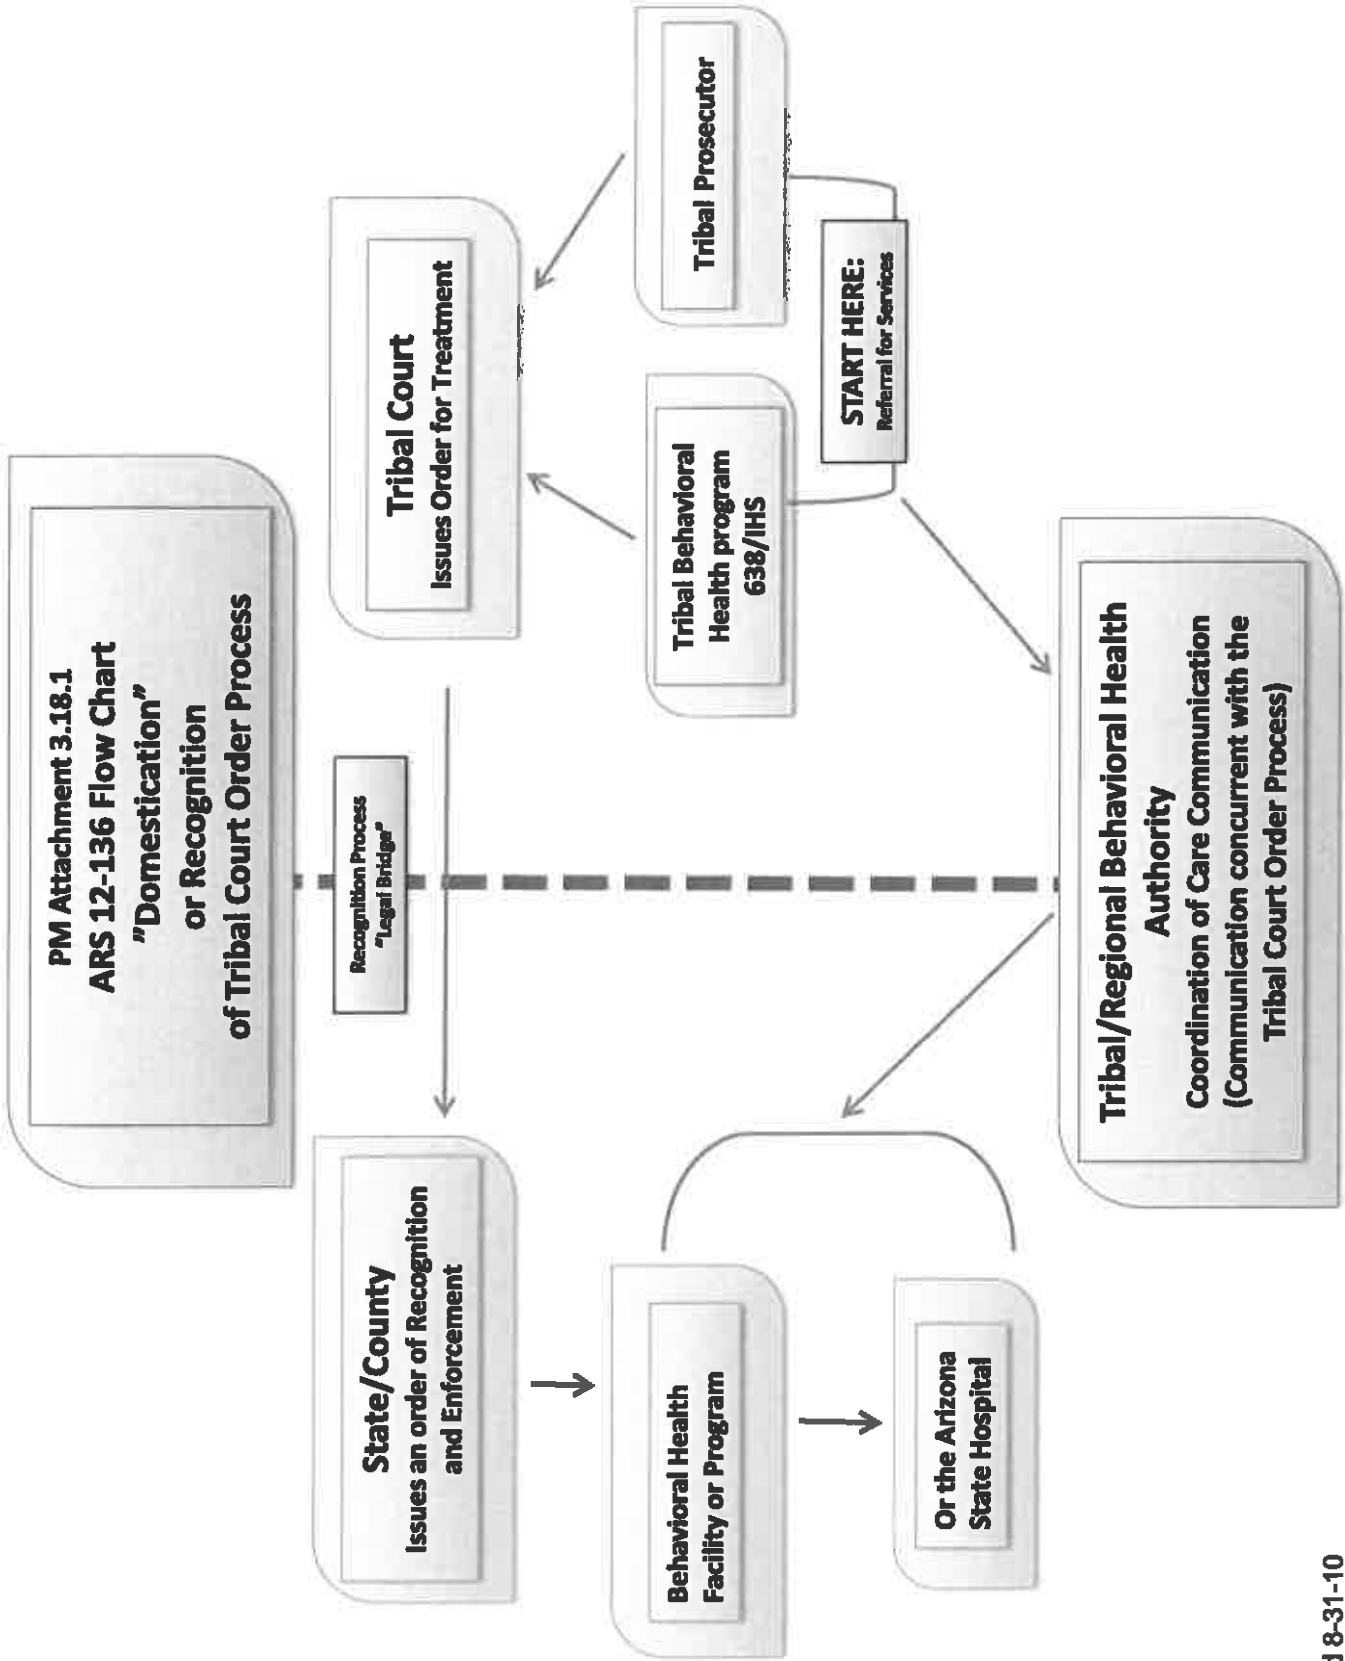 PM Attachment 3.18.1
ARS 12-136 Flow Chart
"Domestication"
or Recognition
of Tribal Court Order Process
State/County
Issues an order of Recognition
and Enforcement
Recognition Process
"Legal Bridge"
Tribal Court
Issues Order for Treatment
Behavioral Health
Facility or Program
Tribal Behavioral
Health program
638/IHS
Tribal Prosecutor
START HERE:
Referral for Services
Or the Arizona
State Hospital
Tribal/Regional Behavioral Health
Authority
Coordination of Care Communication
(Communication concurrent with the
Tribal Court Order Process)
8-31-10